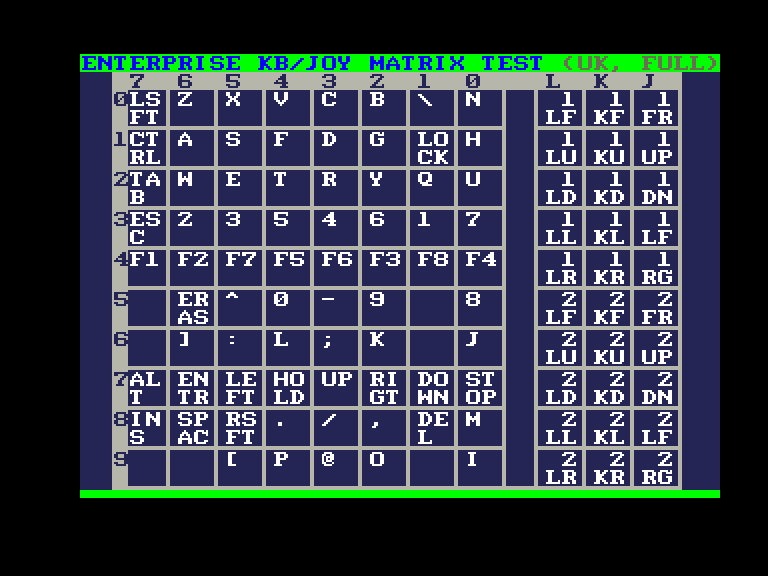 ENTERPRISE KB/JOY MATRIX TEST (UK, FULL)
7 6 5 4 3 2 1 0 L K J
0 LS Z X V C B \ N 1 1 1
FT LF KF FR
1 CT A S F D G LO H 1 1 1
RL CK LU KU UP
2 TA W E T R Y Q U 1 1 1
B LD KD DN
3 ES 2 3 5 4 6 1 7 1 1 1
C LL KL LF
4 F1 F2 F7 F5 F6 F3 F8 F4 1 1 1
LR KR RG
5 ER ^ 0 - 9 8 2 2 2
AS LF KF FR
6 ] : L ; K J 2 2 2
LU KU UP
7 AL EN LE HO UP RI DO ST 2 2 2
T TR FT LD GT WN OP LD KD DN
8 IN SP RS . / , DE M 2 2 2
S AC FT L LL KL LF
9 [ P @ O I 2 2 2
LR KR RG